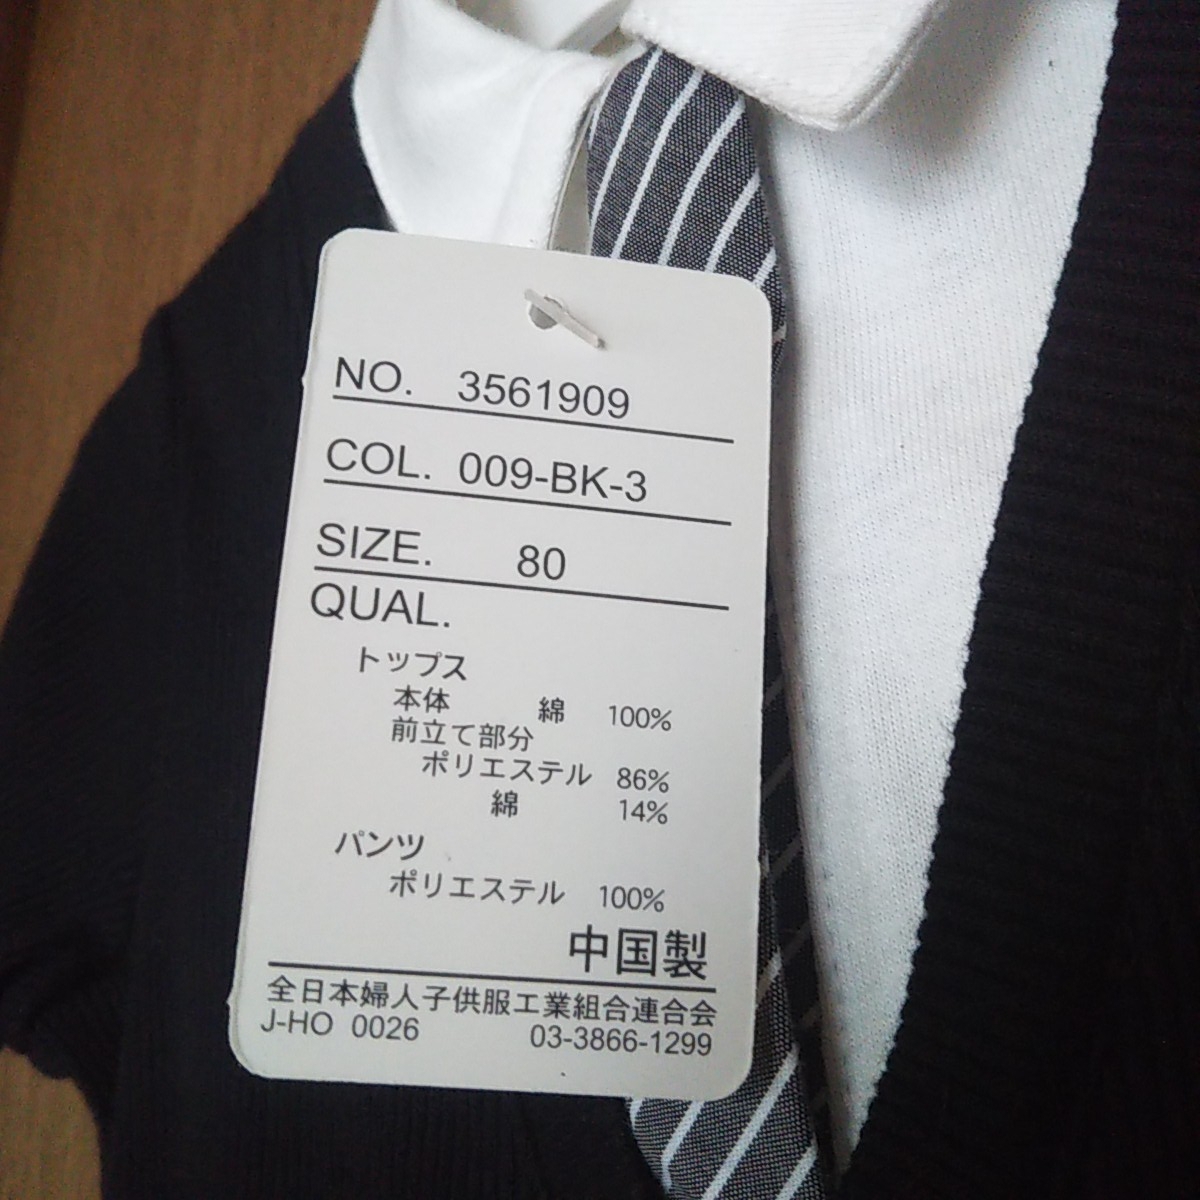 NO. 3561909
COL. 009-BK-3
SIZE. 80
QUAL.
トップス
本体 綿 100%
前立て部分
ポリエステル 86%
綿 14%
パンツ
ポリエステル 100%
中国製
全日本婦人子供服工業組合連合会
J-HO 0026 03-3866-1299